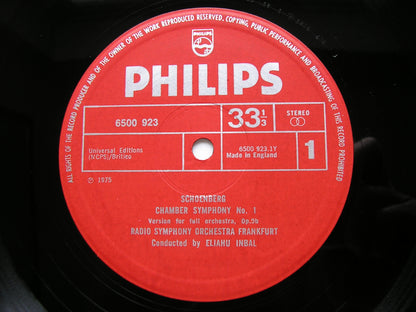 ALL RIGHTS OF THE RECORD PRODUCER AND OF THE OWNER OF THE WORK REPRODUCED RESERVED. COPYING, PUBLIC PERFORMANCE AND BROADCASTING OF THIS RECORD PROHIBITED
PHILIPS
PHILIPS
6500 923
33 1/3
STEREO
Universal Editions
(MCPS)/Britico
6500 923.1Y
Made in England
1
℗ 1975
SCHOENBERG
CHAMBER SYMPHONY No. 1
Version for full orchestra, Op.9b
RADIO SYMPHONY ORCHESTRA FRANKFURT
Conducted by ELIAHU INBAL